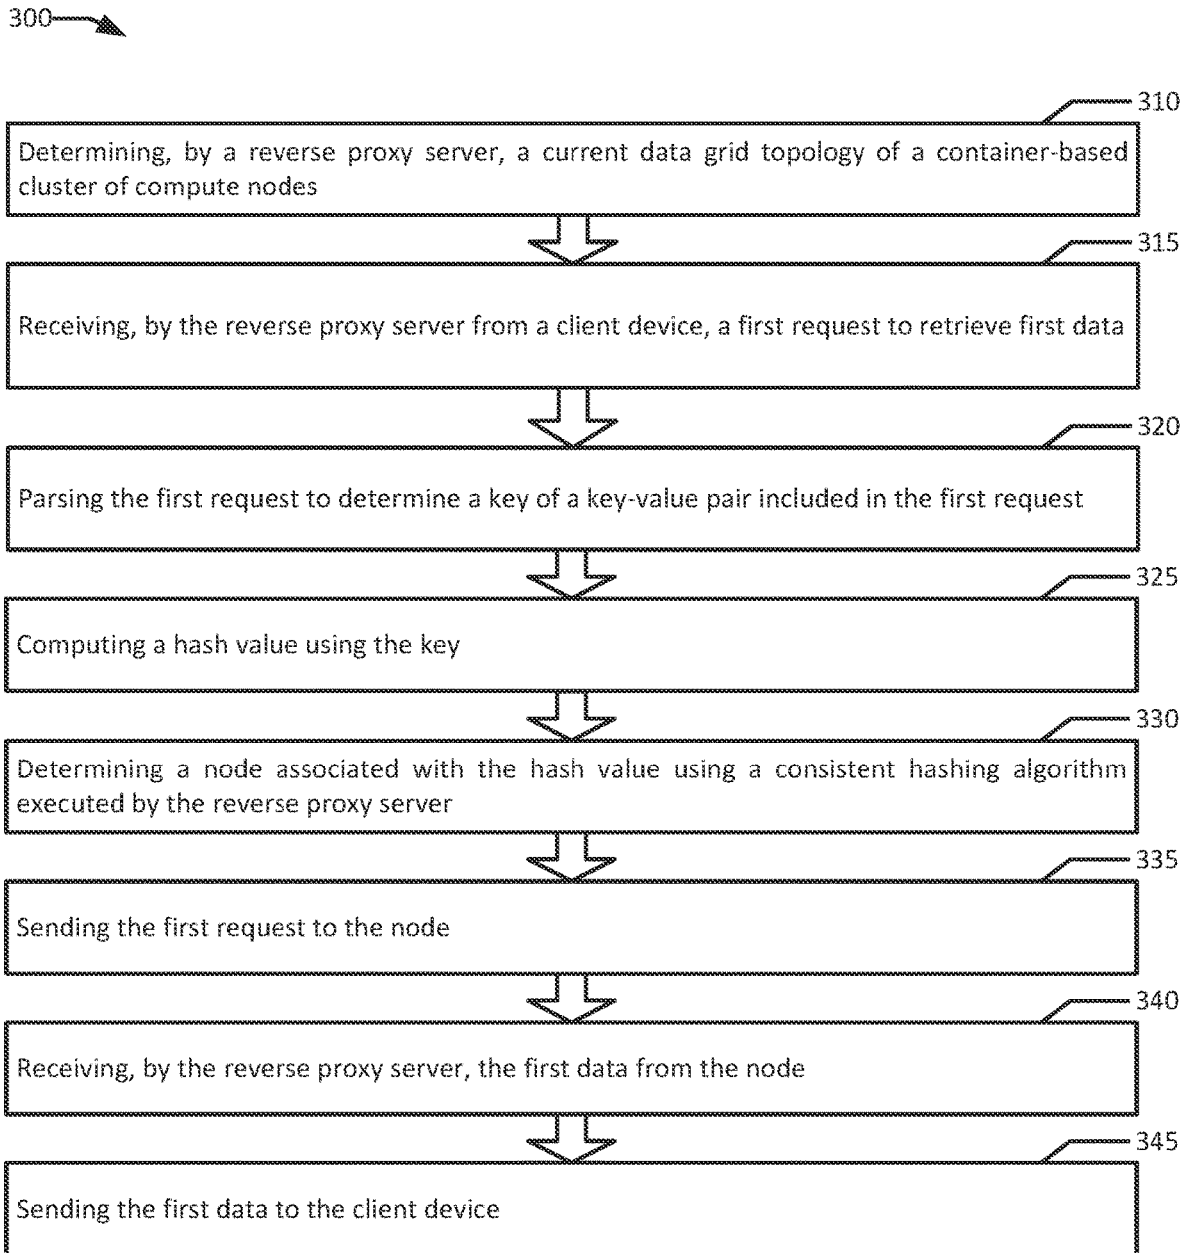 300
310
Determining, by a reverse proxy server, a current data grid topology of a container-based
cluster of compute nodes
315
Receiving, by the reverse proxy server from a client device, a first request to retrieve first data
320
Parsing the first request to determine a key of a key-value pair included in the first request
325
Computing a hash value using the key
330
Determining a node associated with the hash value using a consistent hashing algorithm
executed by the reverse proxy server
335
Sending the first request to the node
340
Receiving, by the reverse proxy server, the first data from the node
345
Sending the first data to the client device